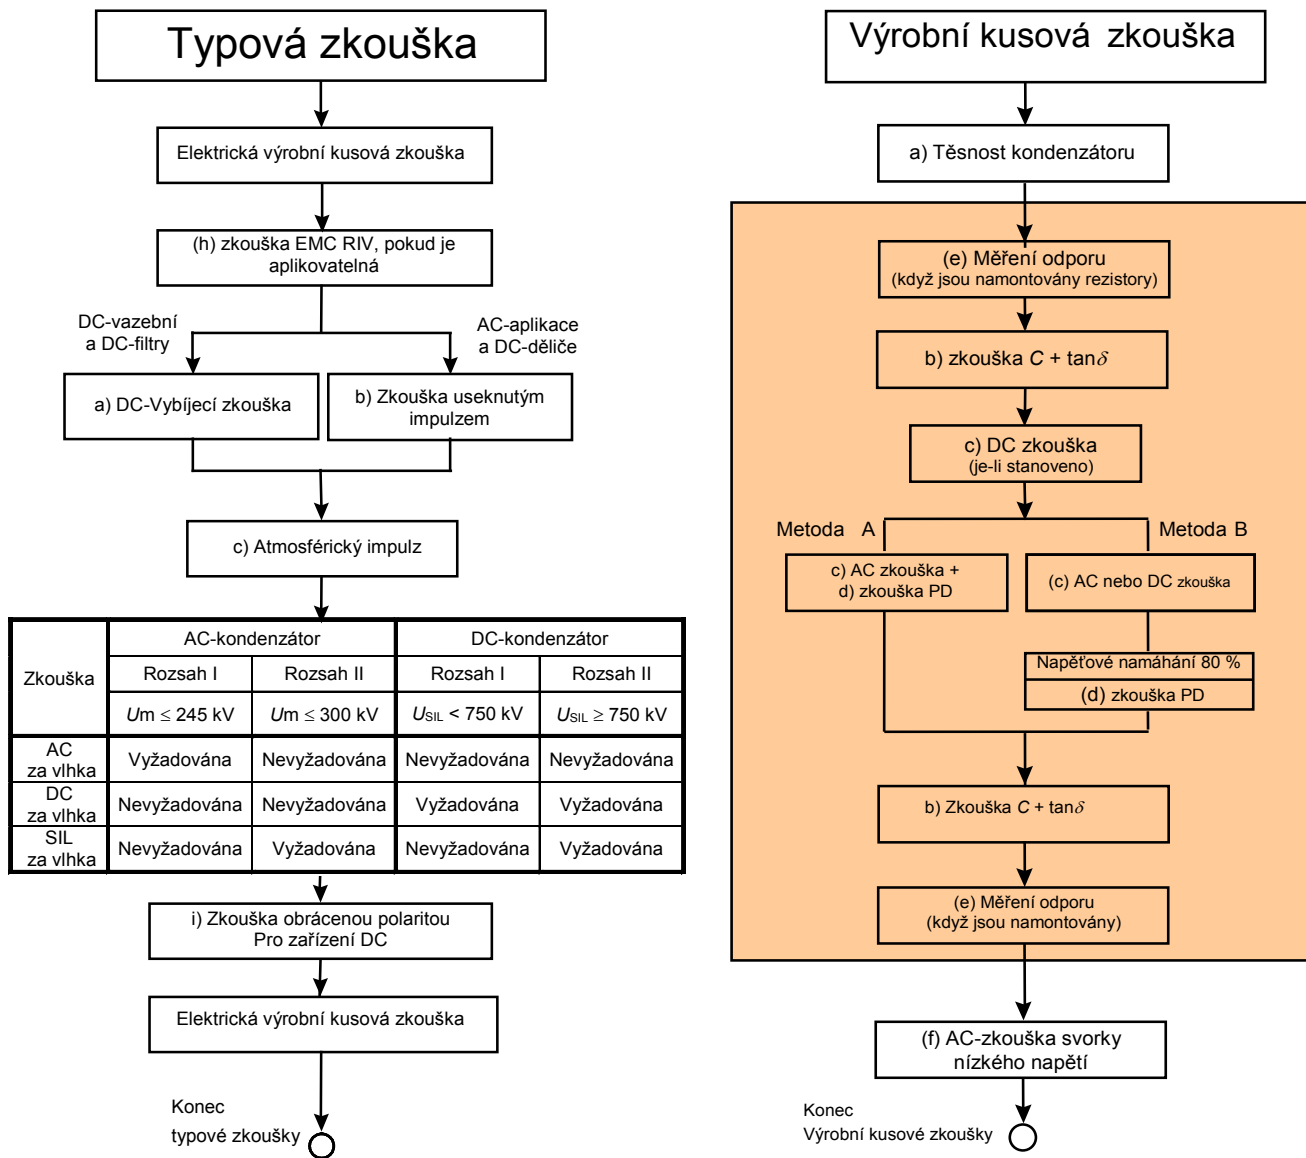 Typová zkouška
Elektrická výrobní kusová zkouška
(h) zkouška EMC RIV, pokud je
aplikovatelná
DC-vazební
a DC-filtry
AC-aplikace
a DC-děliče
a) DC-Vybíjecí zkouška
b) Zkouška useknutým
impulzem
c) Atmosférický impulz
Zkouška
AC-kondenzátor
DC-kondenzátor
Rozsah I
Rozsah II
Rozsah I
Rozsah II
Um ≤ 245 kV
Um ≤ 300 kV
USIL < 750 kV
USIL ≥ 750 kV
AC
za vlhka
Vyžadována
Nevyžadována
Nevyžadována
Nevyžadována
DC
za vlhka
Nevyžadována
Nevyžadována
Vyžadována
Vyžadována
SIL
za vlhka
Nevyžadována
Vyžadována
Nevyžadována
Vyžadována
i) Zkouška obrácenou polaritou
Pro zařízení DC
Elektrická výrobní kusová zkouška
Konec
typové zkoušky
Výrobní kusová zkouška
a) Těsnost kondenzátoru
(e) Měření odporu
(když jsou namontovány rezistory)
b) zkouška C + tanδ
c) DC zkouška
(je-li stanoveno)
Metoda A
Metoda B
c) AC zkouška +
d) zkouška PD
(c) AC nebo DC zkouška
Napěťové namáhání 80 %
(d) zkouška PD
b) Zkouška C + tanδ
(e) Měření odporu
(když jsou namontovány)
(f) AC-zkouška svorky
nízkého napětí
Konec
Výrobní kusové zkoušky